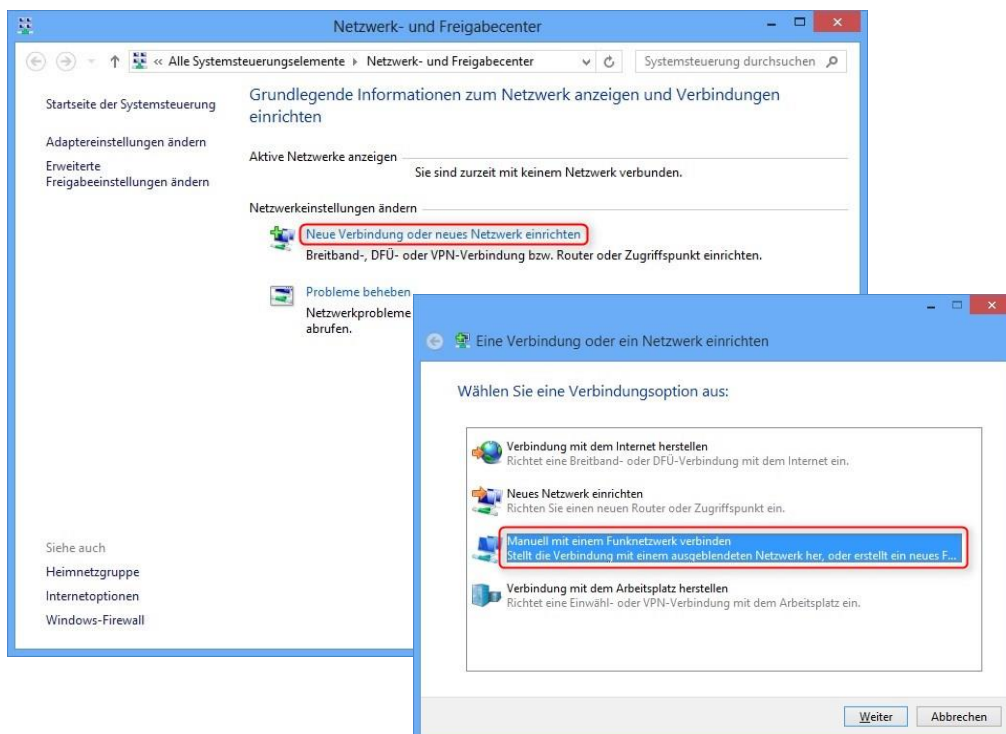 Netzwerk- und Freigabecenter
« Alle Systemsteuerungselemente ▸ Netzwerk- und Freigabecenter
Systemsteuerung durchsuchen
Startseite der Systemsteuerung
Adaptereinstellungen ändern
Erweiterte
Freigabeeinstellungen ändern
Grundlegende Informationen zum Netzwerk anzeigen und Verbindungen
einrichten
Aktive Netzwerke anzeigen
Sie sind zurzeit mit keinem Netzwerk verbunden.
Netzwerkeinstellungen ändern
Neue Verbindung oder neues Netzwerk einrichten
Breitband-, DFÜ- oder VPN-Verbindung bzw. Router oder Zugriffspunkt einrichten.
Probleme beheben
Netzwerkprobleme
abrufen.
Siehe auch
Heimnetzgruppe
Internetoptionen
Windows-Firewall
Eine Verbindung oder ein Netzwerk einrichten
Wählen Sie eine Verbindungsoption aus:
Verbindung mit dem Internet herstellen
Richtet eine Breitband- oder DFÜ-Verbindung mit dem Internet ein.
Neues Netzwerk einrichten
Richten Sie einen neuen Router oder Zugriffspunkt ein.
Manuell mit einem Funknetzwerk verbinden
Stellt die Verbindung mit einem ausgeblendeten Netzwerk her, oder erstellt ein neues F...
Verbindung mit dem Arbeitsplatz herstellen
Richtet eine Einwähl- oder VPN-Verbindung mit dem Arbeitsplatz ein.
Weiter
Abbrechen